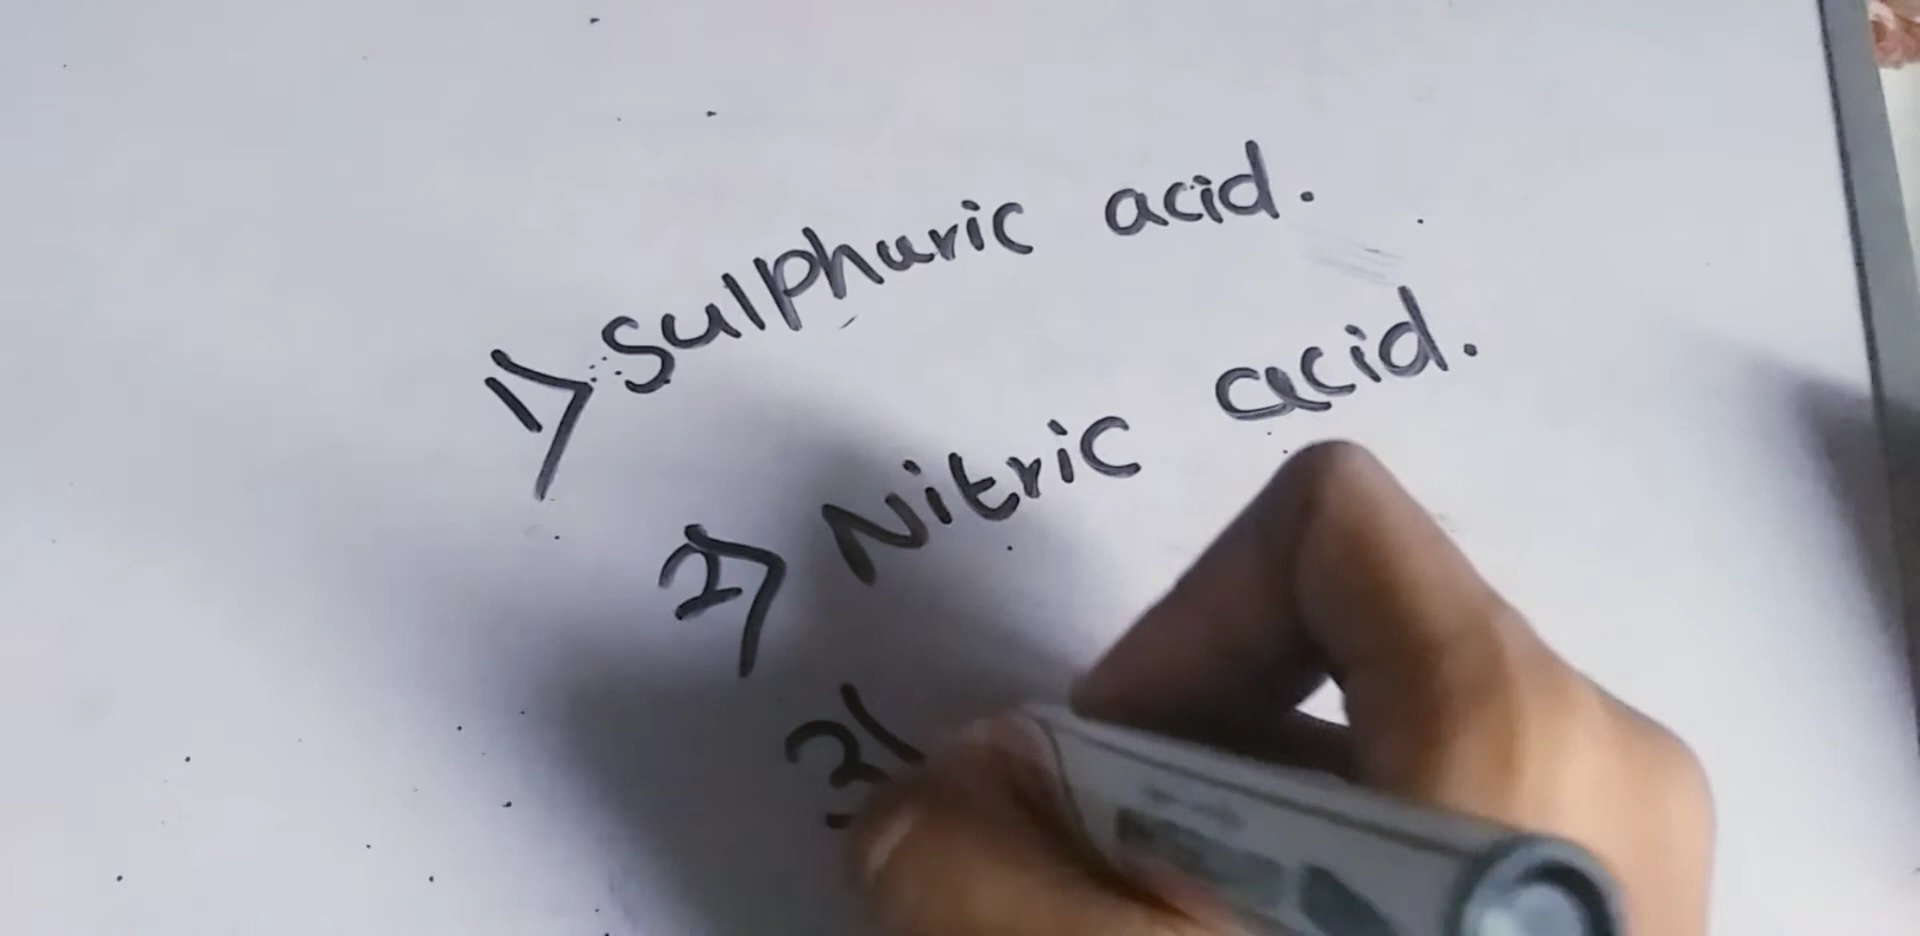 1) Sulphuric acid.
2) Nitric acid.
3)